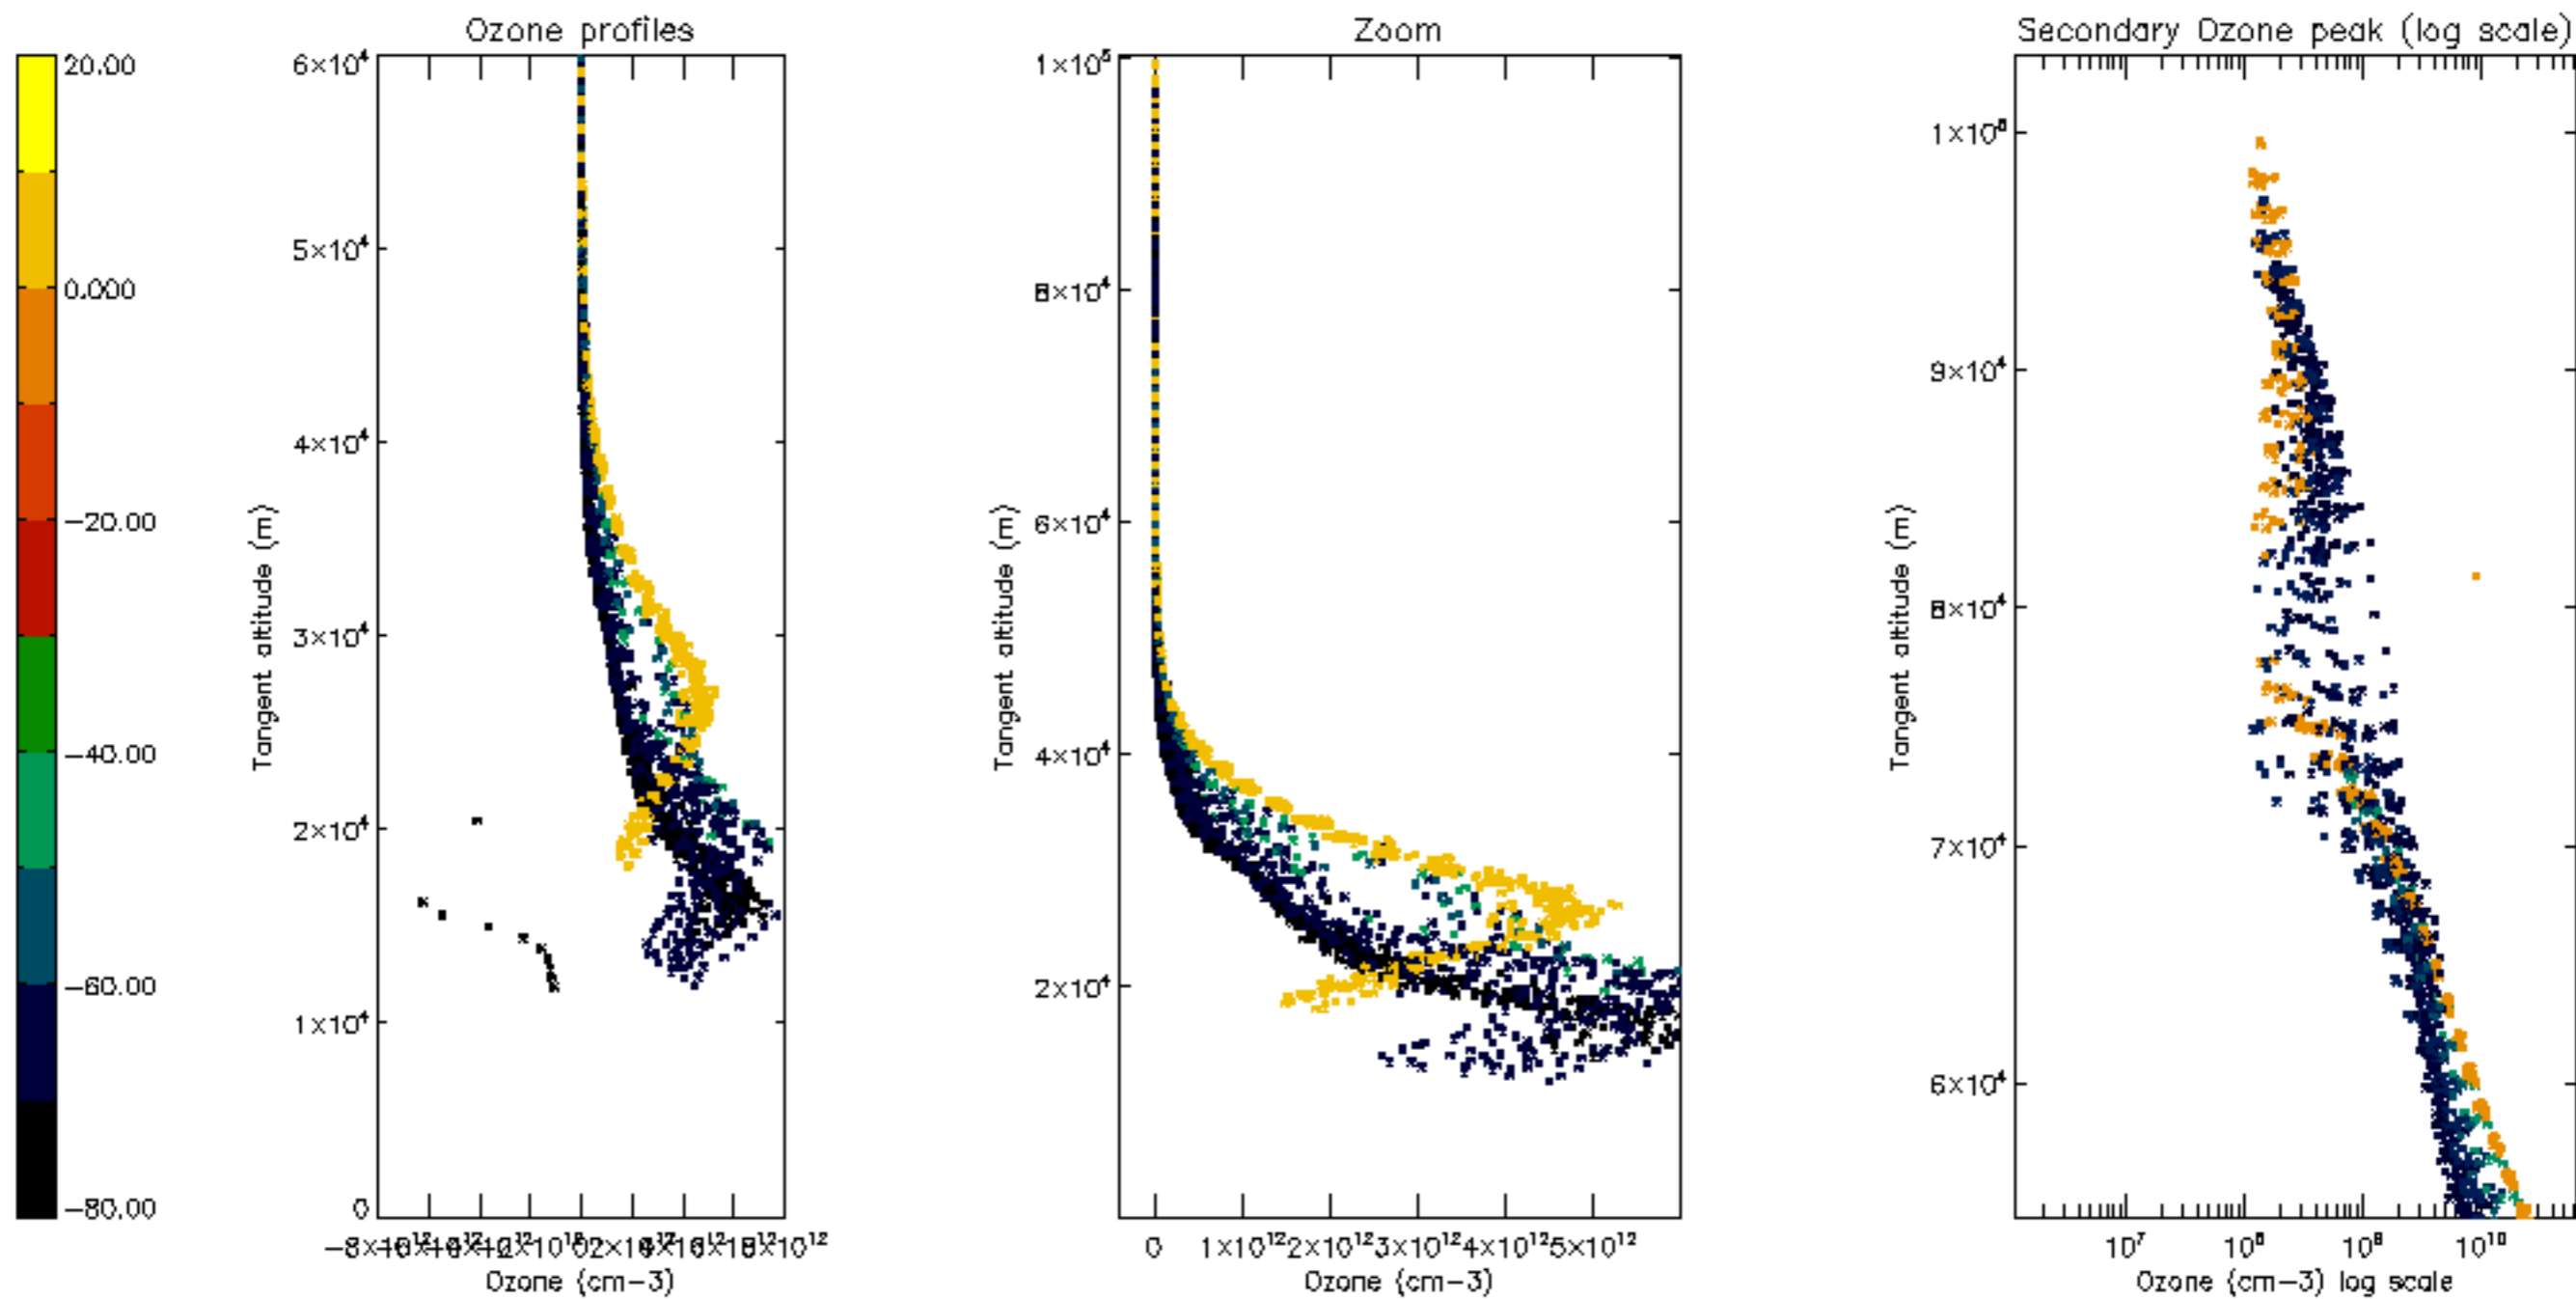 20.00
0.000
−20.00
−40.00
−60.00
−80.00
Ozone profiles
6×10⁴
5×10⁴
4×10⁴
3×10⁴
2×10⁴
1×10⁴
0
Tangent altitude (m)
Ozone (cm−3)
Zoom
1×10⁵
8×10⁴
6×10⁴
4×10⁴
2×10⁴
Tangent altitude (m)
0 1×10¹² 2×10¹² 3×10¹² 4×10¹² 5×10¹²
Ozone (cm−3)
Secondary Ozone peak (log scale)
1×10⁵
9×10⁴
8×10⁴
7×10⁴
6×10⁴
Tangent altitude (m)
10⁷ 10⁸ 10⁹ 10¹⁰
Ozone (cm−3) log scale